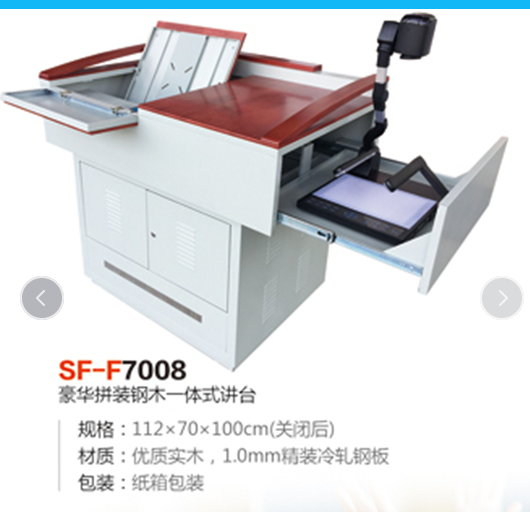 SF-F7008
豪华拼装钢木一体式讲台
规格：112×70×100cm(关闭后)
材质：优质实木，1.0mm精装冷轧钢板
包装：纸箱包装